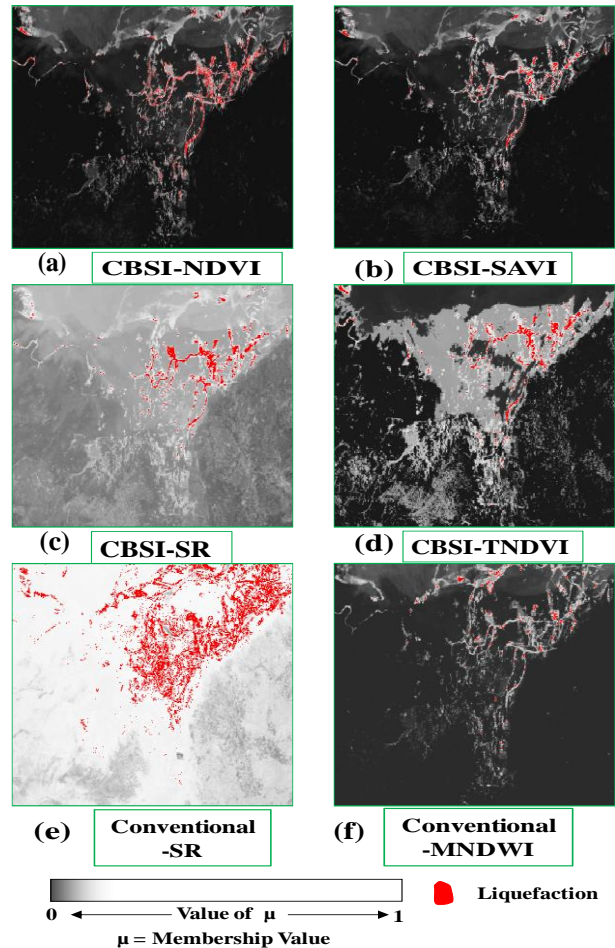 (a) CBSI-NDVI
(b) CBSI-SAVI
(c) CBSI-SR
(d) CBSI-TNDVI
(e) Conventional
-SR
(f) Conventional
-MNDWI
0 Value of μ 1
μ = Membership Value
Liquefaction